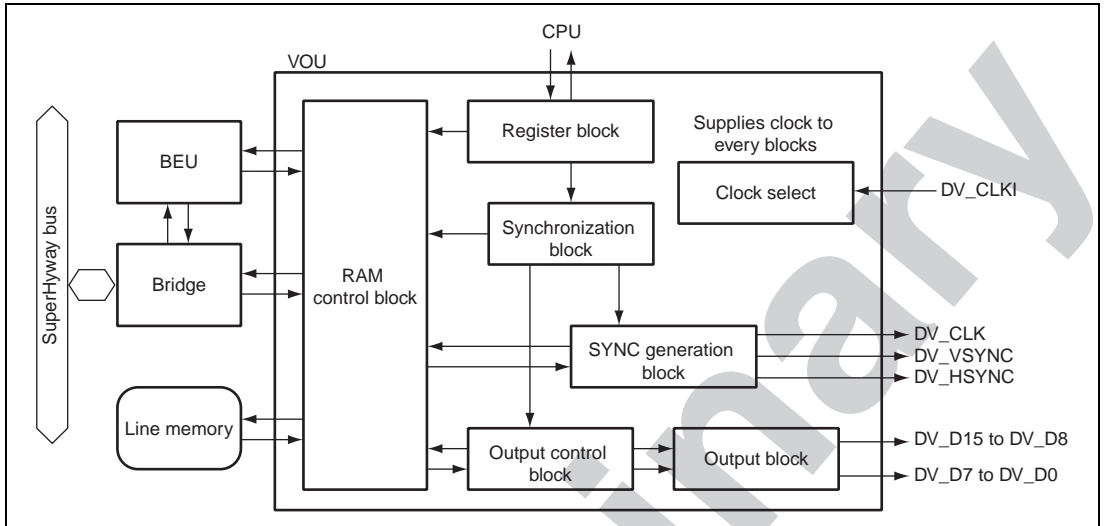 CPU
VOU
Register block
Supplies clock to
every blocks
BEU
Clock select
DV_CLKI
Synchronization
block
SuperHyway bus
Bridge
RAM
control block
SYNC generation
block
DV_CLK
DV_VSYNC
DV_HSYNC
Line memory
Output control
block
Output block
DV_D15 to DV_D8
DV_D7 to DV_D0
inary